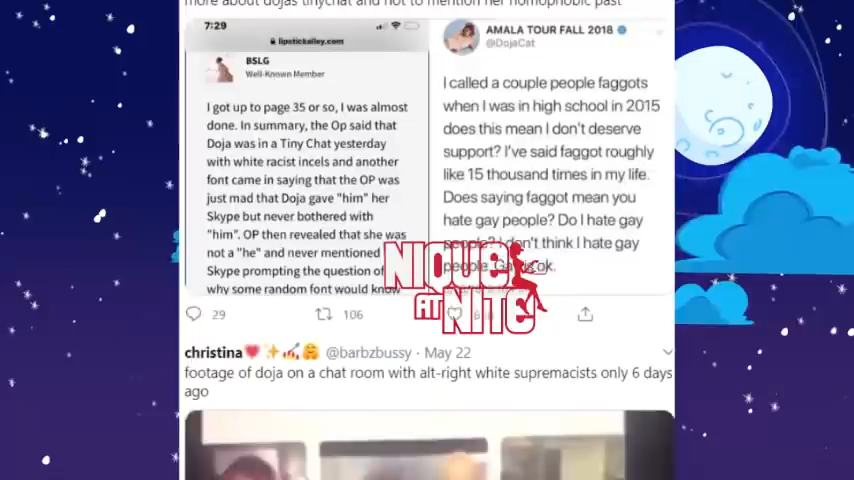 more about dojas tinychat and not to mention her homophobic past
7:29
lipstickalley.com
BSLG
Well-Known Member
I got up to page 35 or so, I was almost
done. In summary, the Op said that
Doja was in a Tiny Chat yesterday
with white racist incels and another
font came in saying that the OP was
just mad that Doja gave "him" her
Skype but never bothered with
"him". OP then revealed that she was
not a "he" and never mentioned
Skype prompting the question of
why some random font would know
AMALA TOUR FALL 2018
@DojaCat
I called a couple people faggots
when I was in high school in 2015
does this mean I don't deserve
support? I've said faggot roughly
like 15 thousand times in my life.
Does saying faggot mean you
hate gay people? Do I hate gay
people? I don't think I hate gay
people. Gay is ok.
NIQUE
AT NITE
29
106
christina @barbzbussy · May 22
footage of doja on a chat room with alt-right white supremacists only 6 days
ago